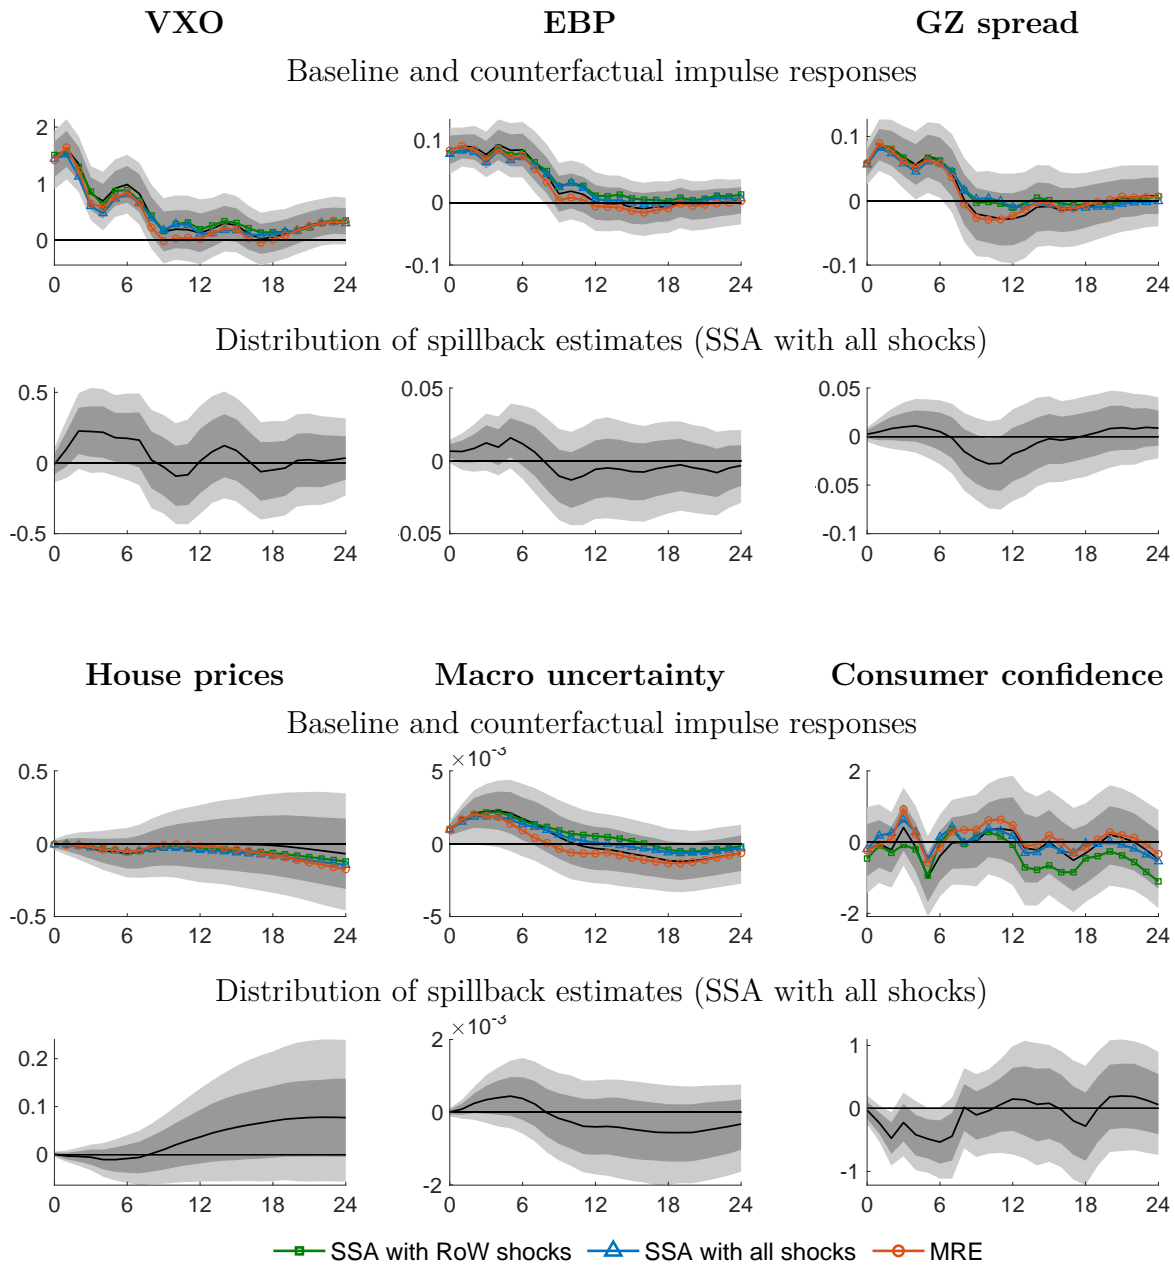 VXO EBP GZ spread
Baseline and counterfactual impulse responses
2 1 0 0 6 12 18 24
0.1 0 -0.1 0 6 12 18 24
0.1 0 -0.1 0 6 12 18 24
Distribution of spillback estimates (SSA with all shocks)
0.5 0 -0.5 0 6 12 18 24
0.05 0 0.05 0 6 12 18 24
0.05 0 0.05 -0.1 0 6 12 18 24
House prices Macro uncertainty Consumer confidence
Baseline and counterfactual impulse responses
0.5 0 -0.5 0 6 12 18 24
×10⁻³ 5 0 -5 0 6 12 18 24
2 0 -2 0 6 12 18 24
Distribution of spillback estimates (SSA with all shocks)
0.2 0.1 0 0 6 12 18 24
×10⁻³ 2 0 -2 0 6 12 18 24
1 0 -1 0 6 12 18 24
SSA with RoW shocks SSA with all shocks MRE